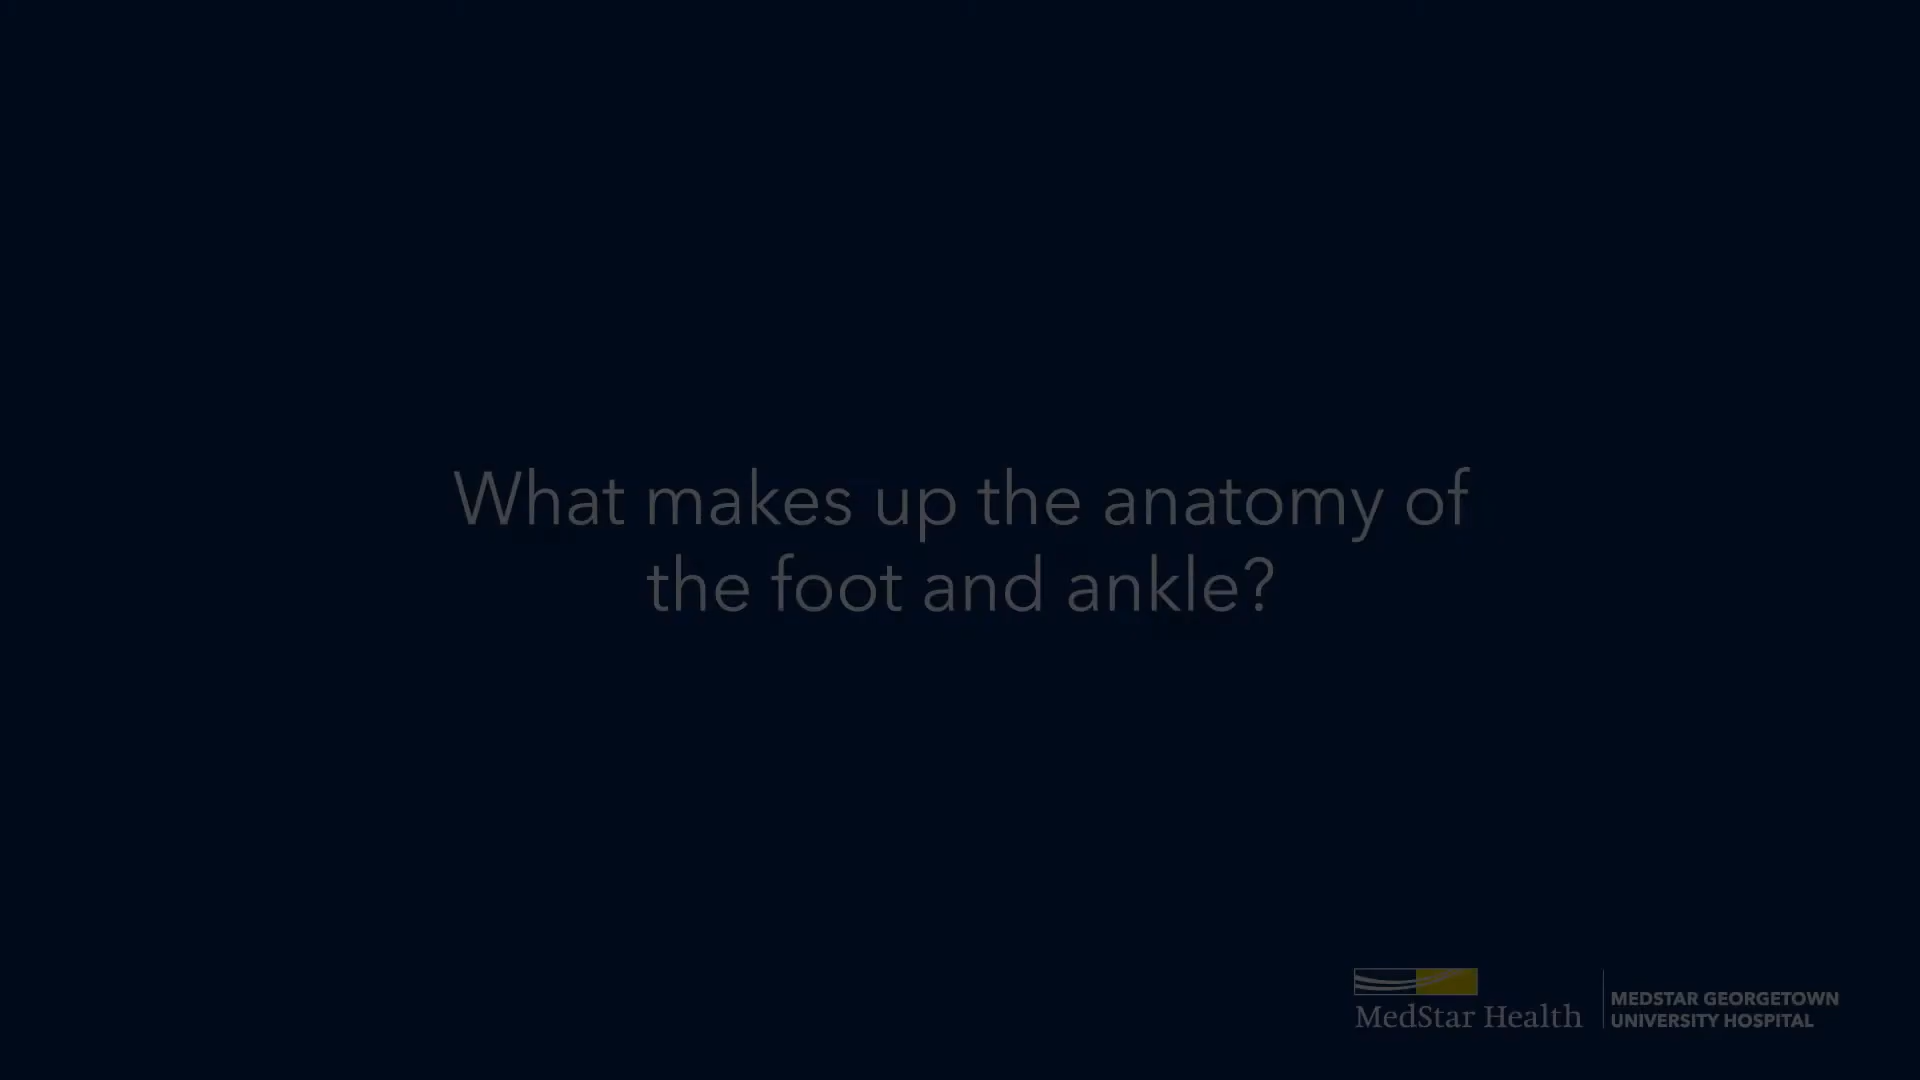 What makes up the anatomy of
the foot and ankle?
MedStar Health
MEDSTAR GEORGETOWN
UNIVERSITY HOSPITAL